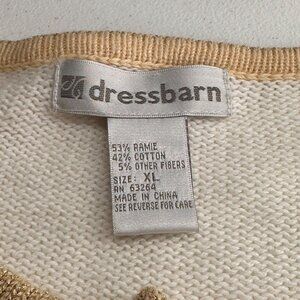 dressbarn
53% RAMIE
42% COTTON
5% OTHER FIBERS
SIZE: XL
RN 63264
MADE IN CHINA
SEE REVERSE FOR CARE